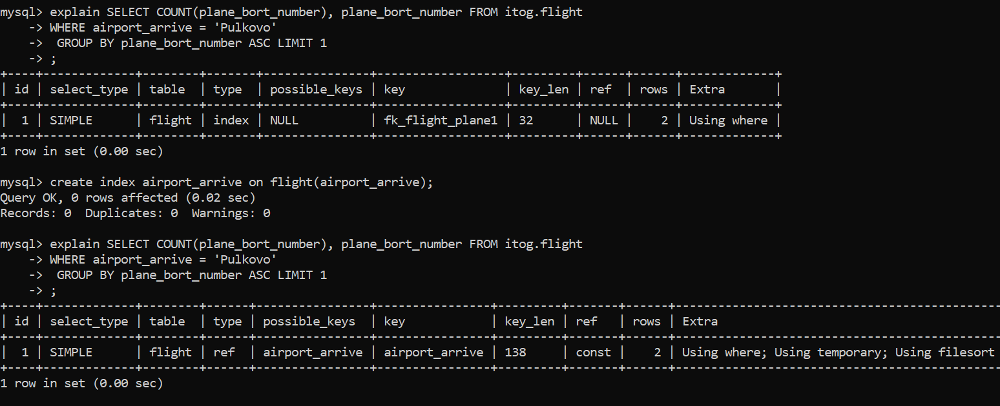 mysql> explain SELECT COUNT(plane_bort_number), plane_bort_number FROM itog.flight
    -> WHERE airport_arrive = 'Pulkovo'
    ->  GROUP BY plane_bort_number ASC LIMIT 1
    -> ;
+----+-------------+--------+-------+---------------+------------------+---------+------+------+-------------+
| id | select_type | table  | type  | possible_keys | key              | key_len | ref  | rows | Extra       |
+----+-------------+--------+-------+---------------+------------------+---------+------+------+-------------+
|  1 | SIMPLE      | flight | index | NULL          | fk_flight_plane1 | 32      | NULL |    2 | Using where |
+----+-------------+--------+-------+---------------+------------------+---------+------+------+-------------+
1 row in set (0.00 sec)

mysql> create index airport_arrive on flight(airport_arrive);
Query OK, 0 rows affected (0.02 sec)
Records: 0  Duplicates: 0  Warnings: 0

mysql> explain SELECT COUNT(plane_bort_number), plane_bort_number FROM itog.flight
    -> WHERE airport_arrive = 'Pulkovo'
    ->  GROUP BY plane_bort_number ASC LIMIT 1
    -> ;
+----+-------------+--------+------+----------------+----------------+---------+-------+------+----------------------------------------------
| id | select_type | table  | type | possible_keys  | key            | key_len | ref   | rows | Extra
+----+-------------+--------+------+----------------+----------------+---------+-------+------+----------------------------------------------
|  1 | SIMPLE      | flight | ref  | airport_arrive | airport_arrive | 138     | const |    2 | Using where; Using temporary; Using filesort
+----+-------------+--------+------+----------------+----------------+---------+-------+------+----------------------------------------------
1 row in set (0.00 sec)